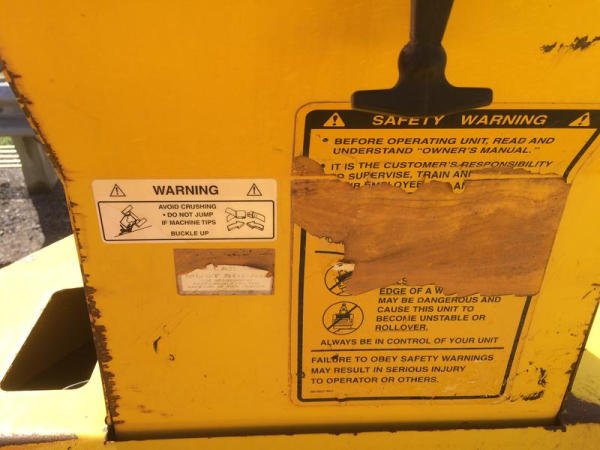 SAFETY WARNING
• BEFORE OPERATING UNIT, READ AND
UNDERSTAND "OWNER'S MANUAL."
• IT IS THE CUSTOMER'S RESPONSIBILITY
TO SUPERVISE, TRAIN
WARNING
AVOID CRUSHING
• DO NOT JUMP
IF MACHINE TIPS
BUCKLE UP
EDGE OF A
MAY BE DANGEROUS AND
CAUSE THIS UNIT TO
BECOME UNSTABLE OR
ROLLOVER.
ALWAYS BE IN CONTROL OF YOUR UNIT
FAILURE TO OBEY SAFETY WARNINGS
MAY RESULT IN SERIOUS INJURY
TO OPERATOR OR OTHERS.